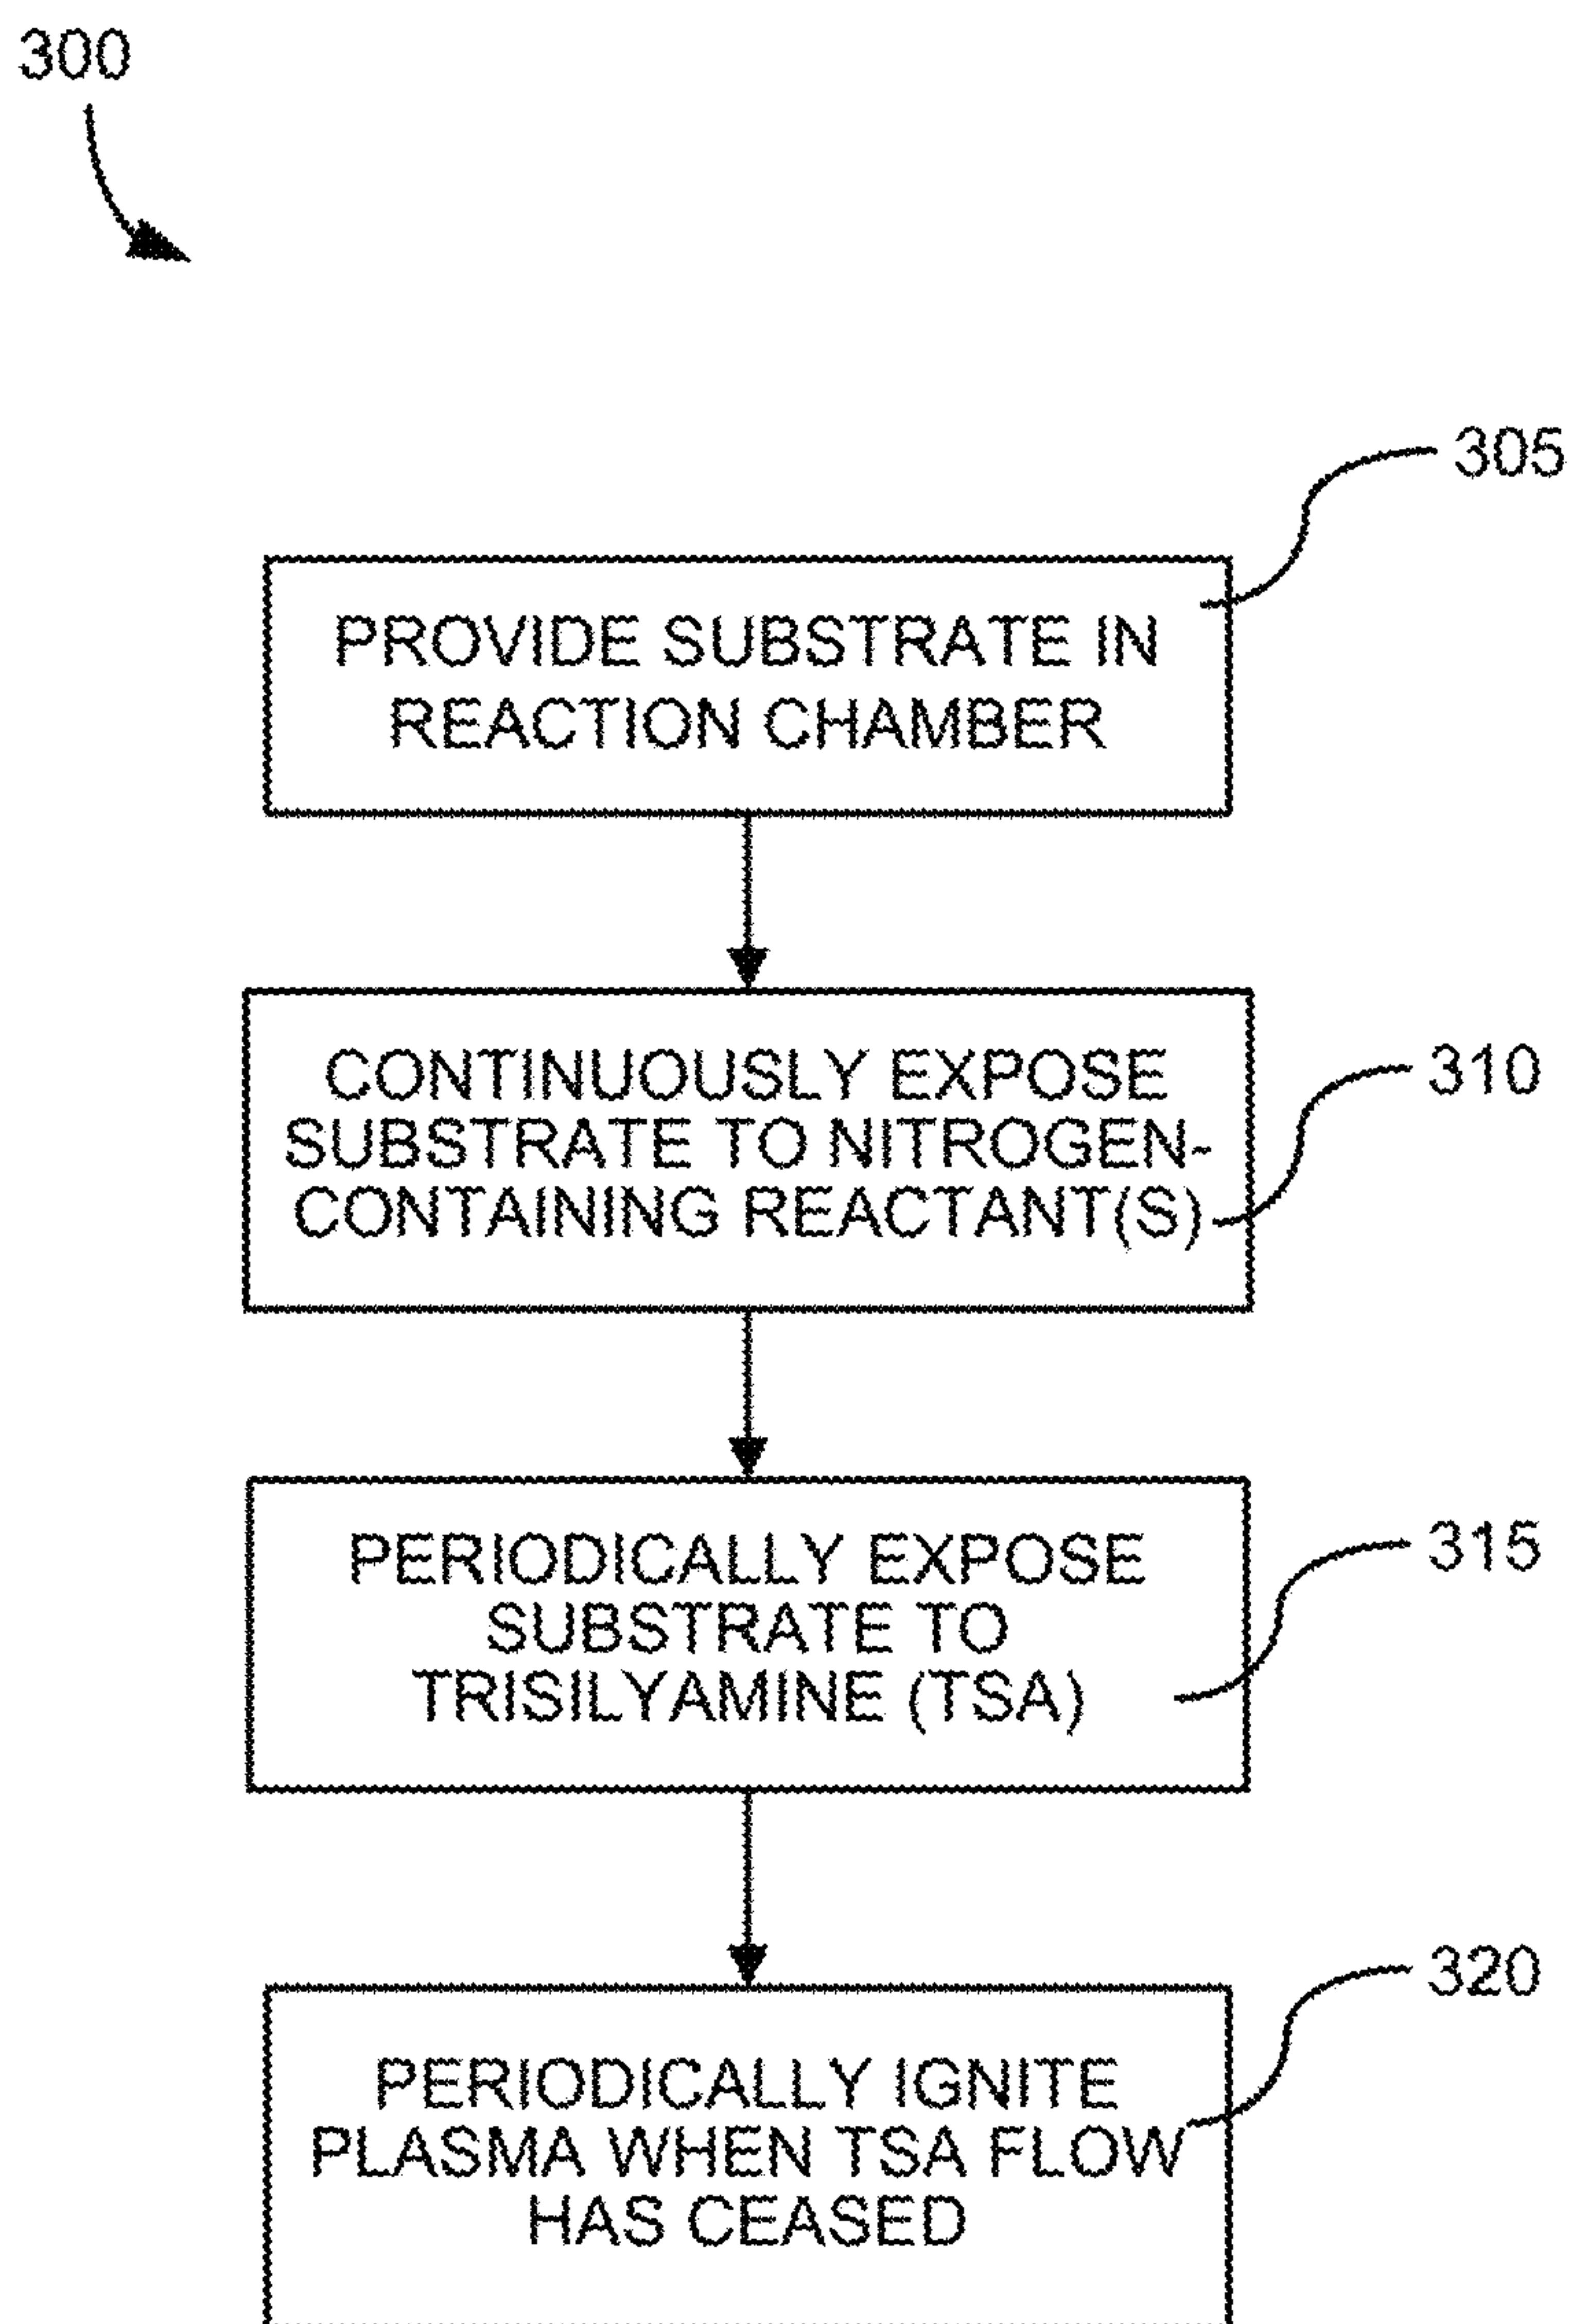 300
305
PROVIDE SUBSTRATE IN
REACTION CHAMBER
310
CONTINUOUSLY EXPOSE
SUBSTRATE TO NITROGEN-
CONTAINING REACTANT(S)
315
PERIODICALLY EXPOSE
SUBSTRATE TO
TRISILYAMINE (TSA)
320
PERIODICALLY IGNITE
PLASMA WHEN TSA FLOW
HAS CEASED